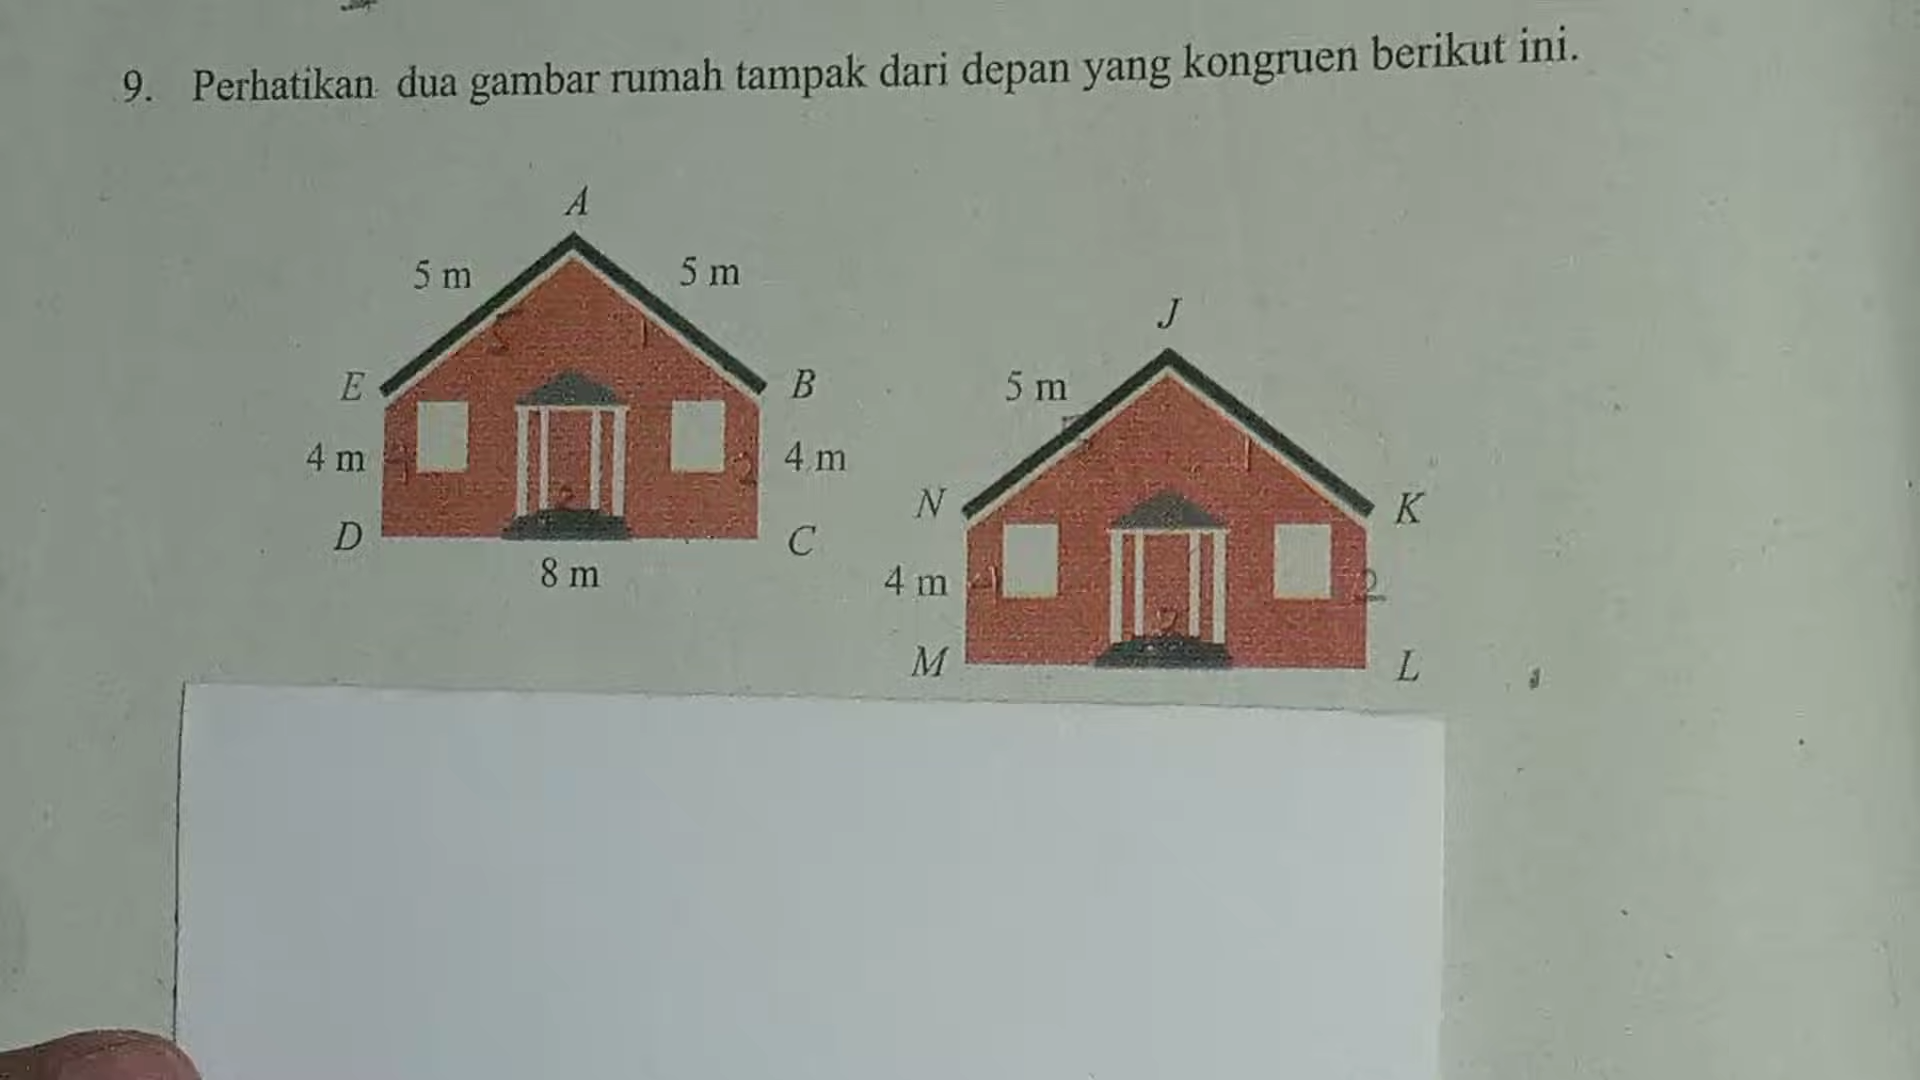 9. Perhatikan dua gambar rumah tampak dari depan yang kongruen berikut ini.
A
5 m 5 m
E B
4 m 4 m
D C
8 m
J
5 m
N K
4 m
M L